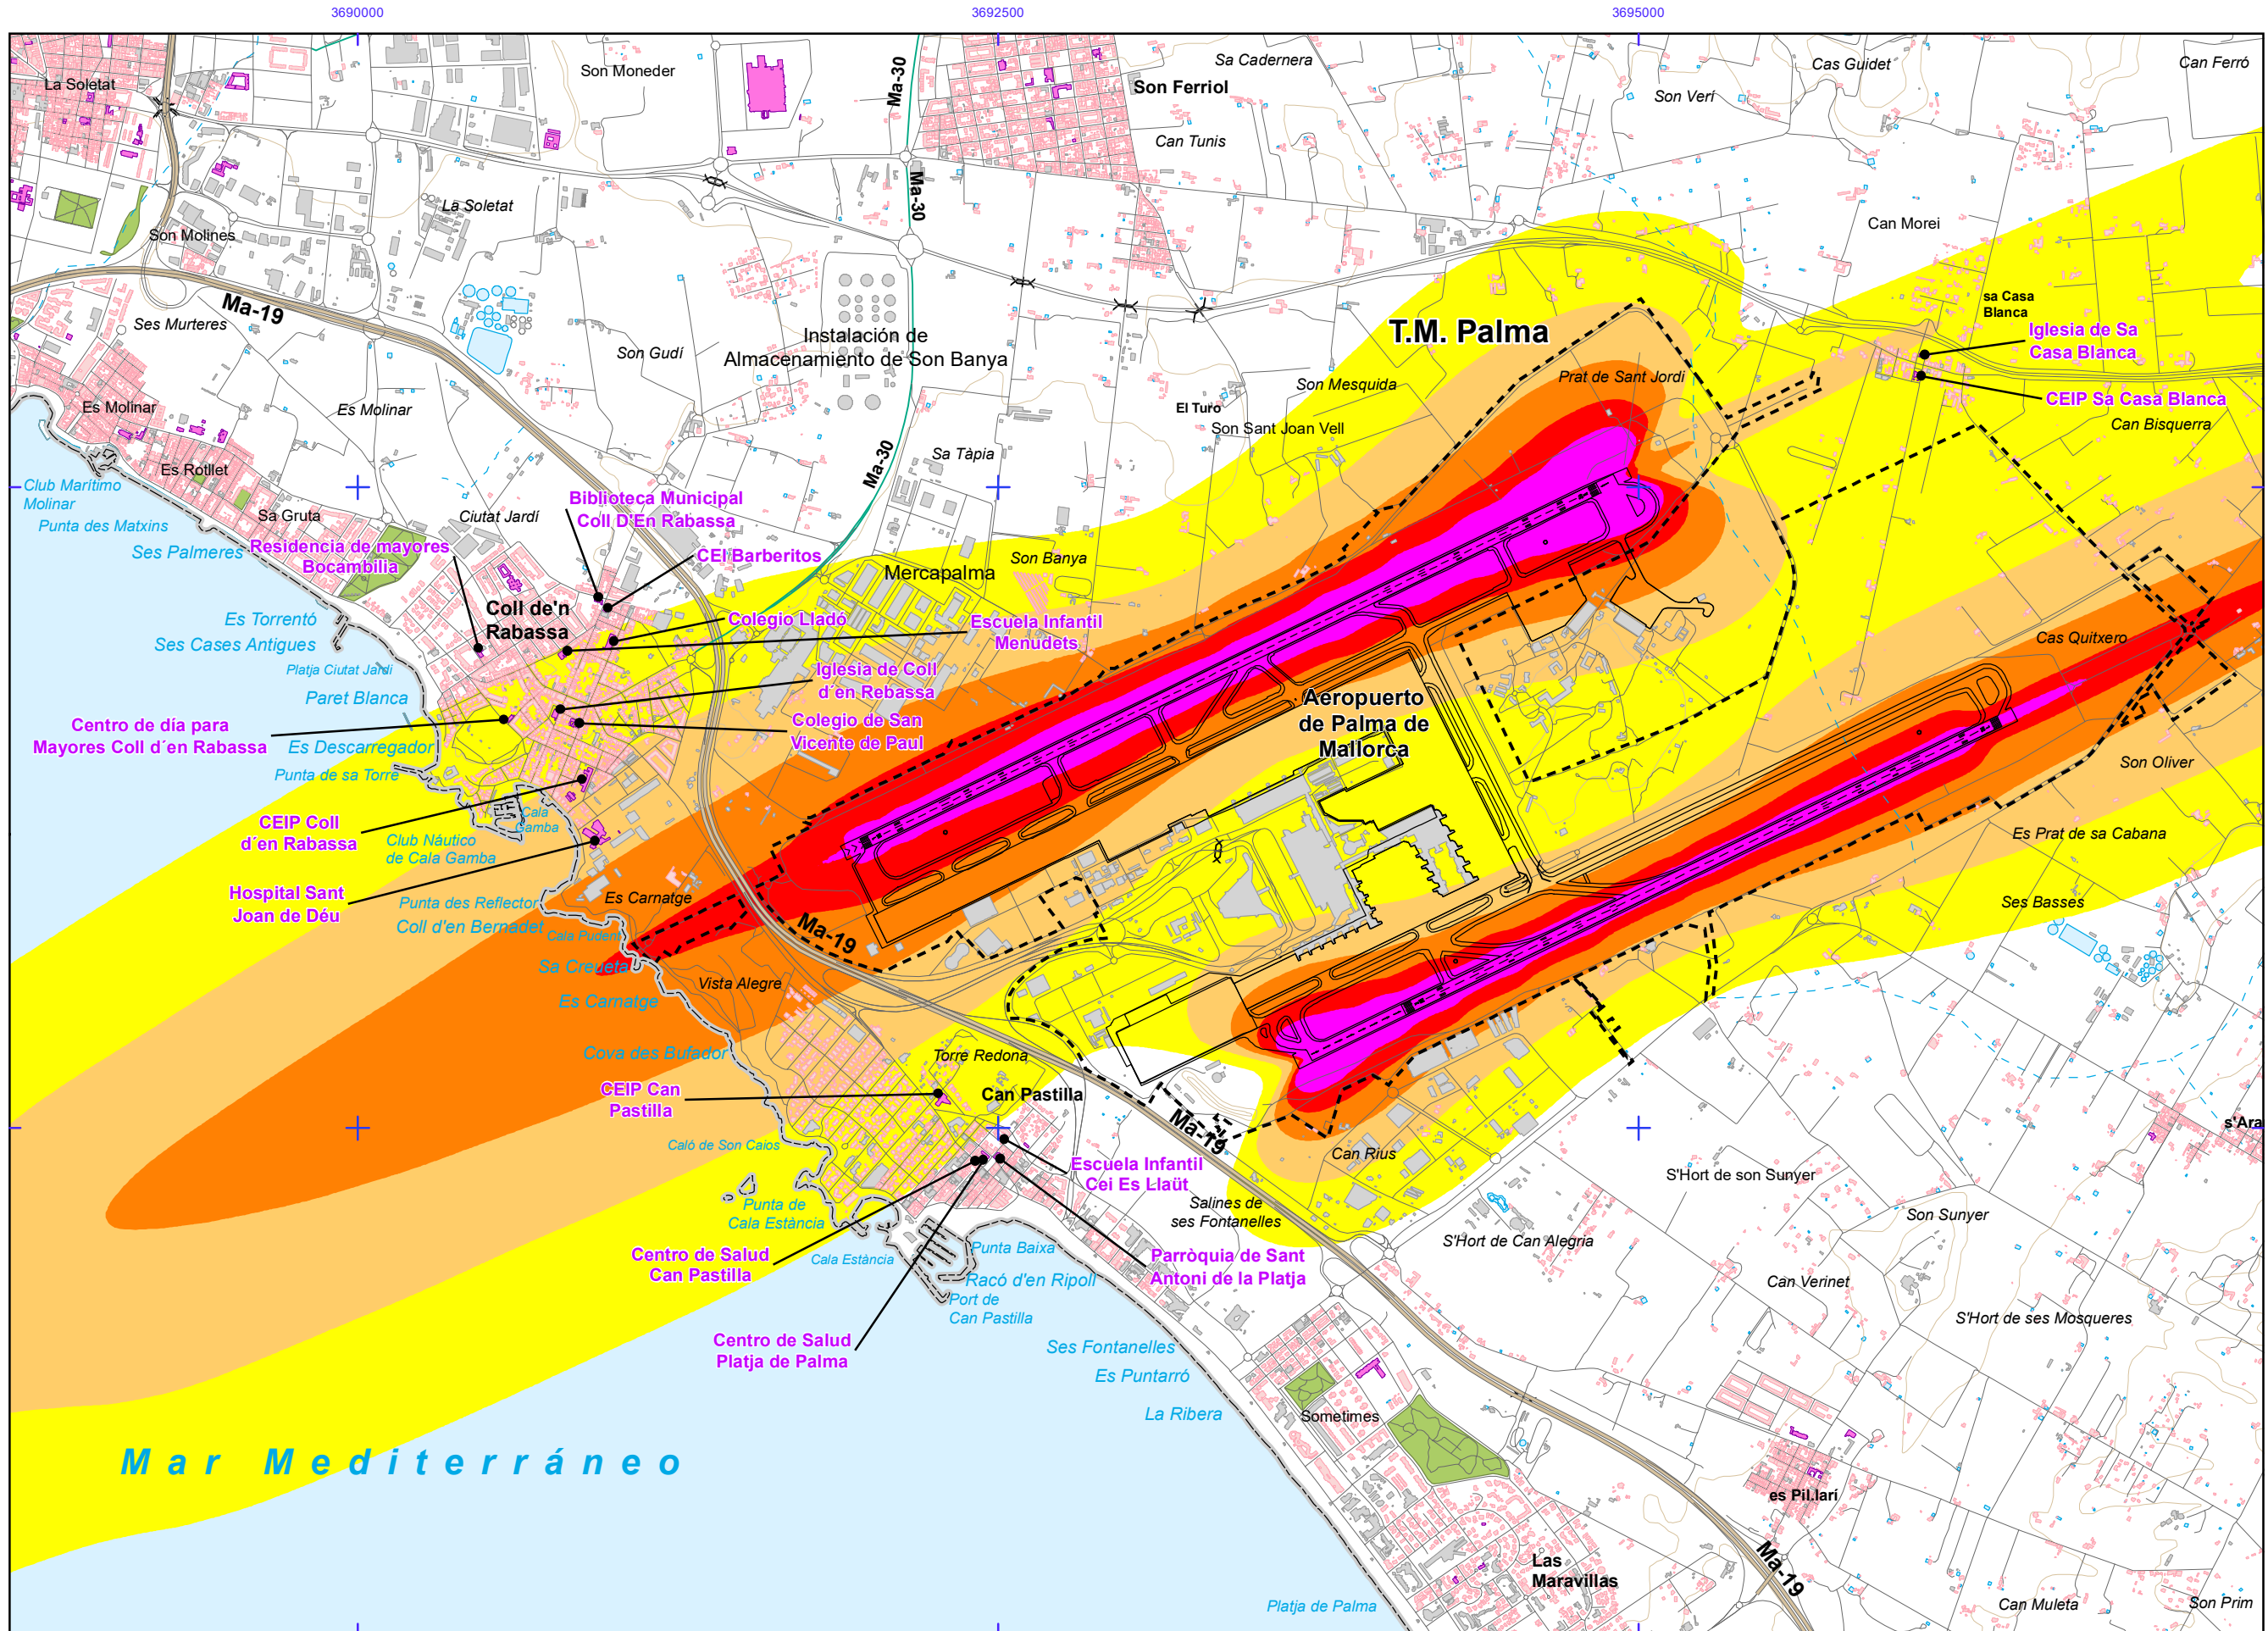 3690000
3692500
3695000
La Soletat
Son Moneder
Ma-30
Son Ferriol
Sa Cadernera
Cas Guidet
Can Ferró
Son Verí
Can Tunis
La Soletat
Ma-30
Son Molines
Can Morei
Ma-19
Ses Murteres
Son Gudí
Instalación de
Almacenamiento de Son Banya
T.M. Palma
sa Casa
Blanca
Iglesia de Sa
Casa Blanca
CEIP Sa Casa Blanca
Can Bisquerra
Es Molinar
Es Molinar
Son Mesquida
Prat de Sant Jordi
El Turo
Son Sant Joan Vell
Es Rotllet
Sa Tàpia
Ma-30
Club Marítimo
Molinar
Punta des Matxins
Sa Gruta
Ciutat Jardí
Biblioteca Municipal
Coll D'En Rabassa
Ses Palmeres
Residencia de mayores
Bocambilia
CEI Barberitos
Mercapalma
Son Banya
Es Torrentó
Ses Cases Antigues
Coll de'n
Rabassa
Colegio Lladó
Escuela Infantil
Menudets
Cas Quitxero
Platja Ciutat Jardí
Paret Blanca
Iglesia de Coll
d´en Rebassa
Aeropuerto
de Palma de
Mallorca
Centro de día para
Mayores Coll d´en Rabassa
Es Descarregador
Punta de sa Torre
Colegio de San
Vicente de Paul
Son Oliver
Cala
Gamba
CEIP Coll
d´en Rabassa
Club Náutico
de Cala Gamba
Es Prat de sa Cabana
Hospital Sant
Joan de Déu
Punta des Reflector
Coll d'en Bernadet
Es Carnatge
Cala Pudent
Ma-19
Ses Basses
Sa Creueta
Es Carnatge
Vista Alegre
Cova des Bufador
Torre Redona
CEIP Can
Pastilla
Can Pastilla
Ma-19
Caló de Son Caios
Can Rius
s'Ara
Escuela Infantil
Cei Es Llaüt
S'Hort de son Sunyer
Punta de
Cala Estància
Salines de
ses Fontanelles
Son Sunyer
Centro de Salud
Can Pastilla
Cala Estància
Punta Baixa
Parròquia de Sant
Antoni de la Platja
S'Hort de Can Alegria
Racó d'en Ripoll
Port de
Can Pastilla
Can Verinet
S'Hort de ses Mosqueres
Centro de Salud
Platja de Palma
Ses Fontanelles
Es Puntarró
La Ribera
Sometimes
Mar Mediterráneo
es Pil.larí
Las
Maravillas
Ma-19
Platja de Palma
Can Muleta
Son Prim